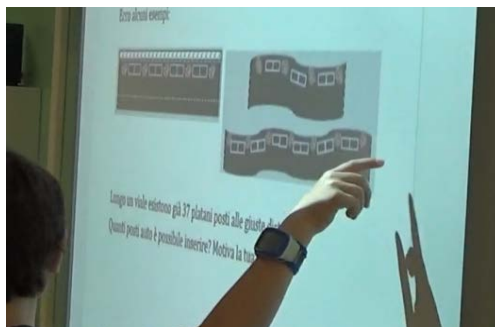 Ecco alcuni esempi:
Lungo un viale esistono già 37 platani posti alle giuste
Quanti posti auto è possibile inserire? Motiva la tua